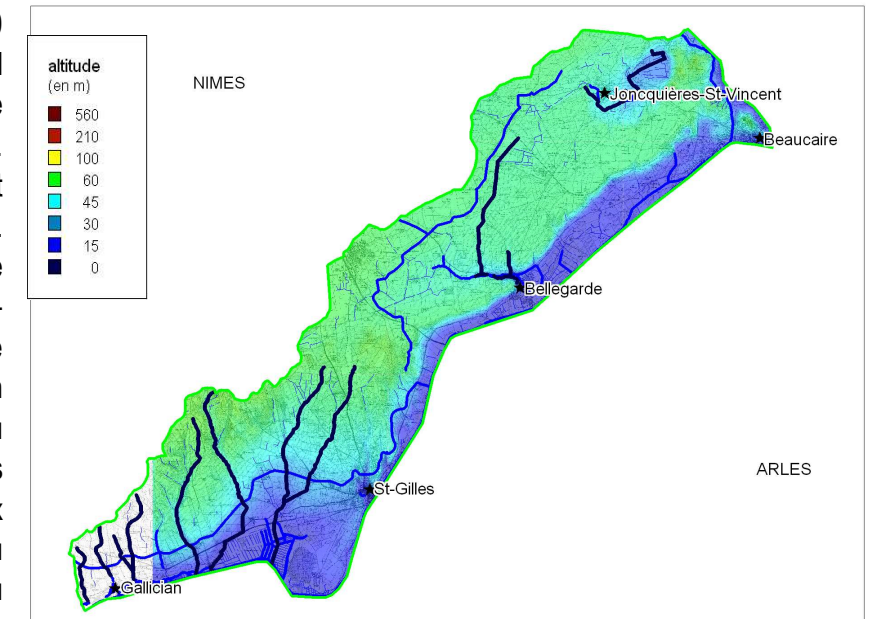 altitude
(en m)
560
210
100
60
45
30
15
0
NIMES
Joncquières-St-Vincent
Beaucaire
Bellegarde
ARLES
St-Gilles
Gallician